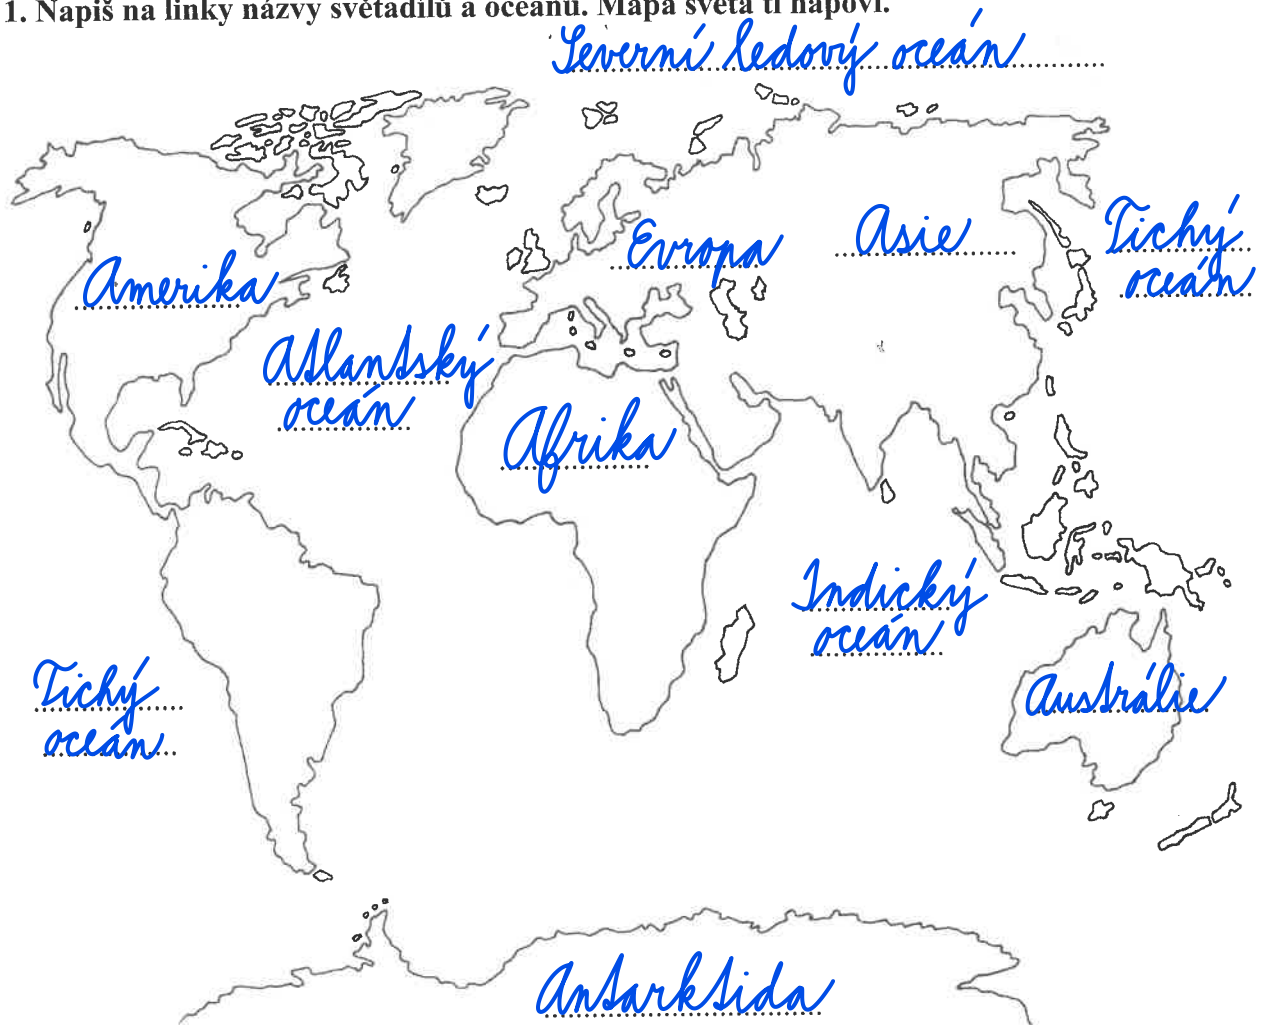 1. Napiš na linky názvy světadílů a oceánů. Mapa světa ti napoví.
Severní ledový oceán
Amerika
Evropa
Asie
Tichý
oceán
Atlantský
oceán
Afrika
Indický
oceán
Tichý
oceán
Austrálie
Antarktida